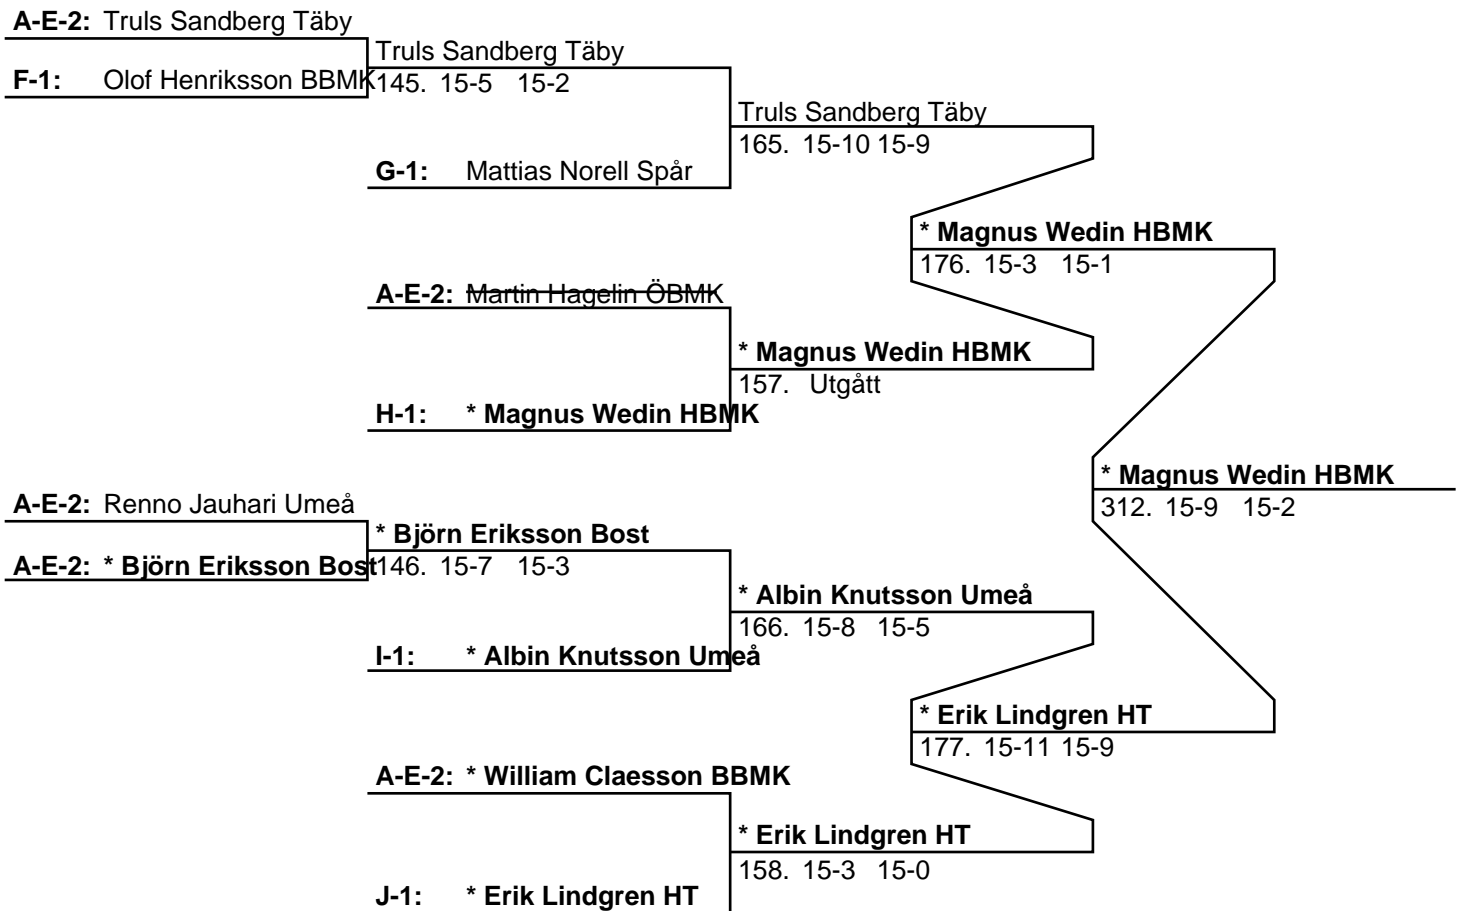 A-E-2: Truls Sandberg Täby
Truls Sandberg Täby
F-1: Olof Henriksson BBMK
145. 15-5 15-2
Truls Sandberg Täby
165. 15-10 15-9
G-1: Mattias Norell Spår
* Magnus Wedin HBMK
176. 15-3 15-1
A-E-2: Martin Hagelin ÖBMK
* Magnus Wedin HBMK
157. Utgått
H-1: * Magnus Wedin HBMK
* Magnus Wedin HBMK
312. 15-9 15-2
A-E-2: Renno Jauhari Umeå
* Björn Eriksson Bost
A-E-2: * Björn Eriksson Bost
146. 15-7 15-3
* Albin Knutsson Umeå
166. 15-8 15-5
I-1: * Albin Knutsson Umeå
* Erik Lindgren HT
177. 15-11 15-9
A-E-2: * William Claesson BBMK
* Erik Lindgren HT
158. 15-3 15-0
J-1: * Erik Lindgren HT